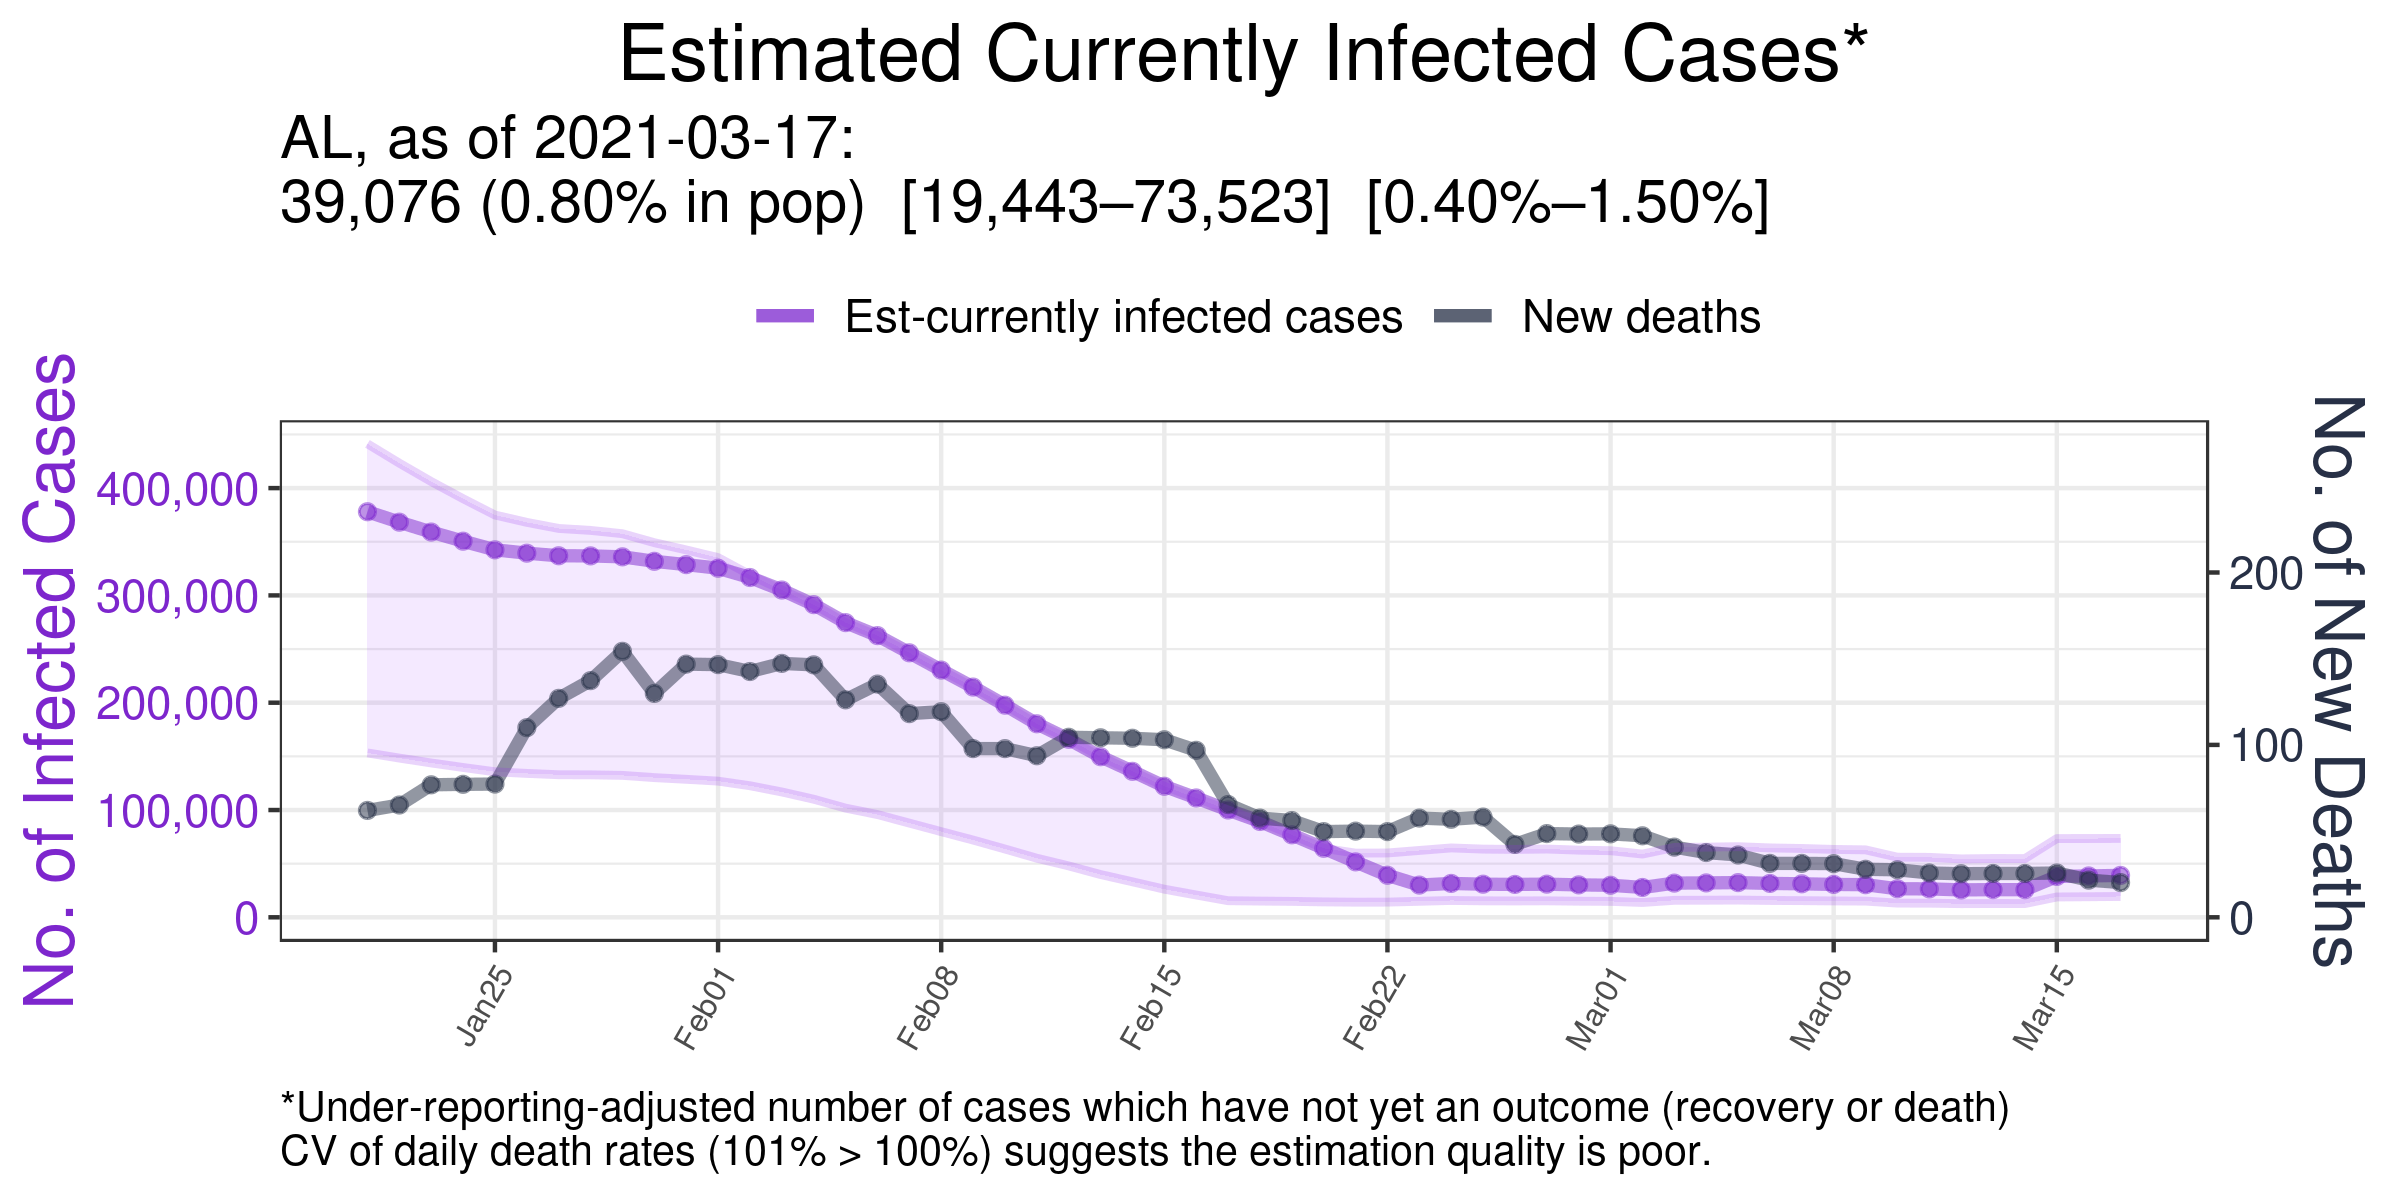 Estimated Currently Infected Cases*
AL, as of 2021-03-17:
39,076 (0.80% in pop)  [19,443–73,523]  [0.40%–1.50%]
Est-currently infected cases
New deaths
No. of Infected Cases
400,000
300,000
200,000
100,000
0
No. of New Deaths
200
100
0
Jan25
Feb01
Feb08
Feb15
Feb22
Mar01
Mar08
Mar15
*Under-reporting-adjusted number of cases which have not yet an outcome (recovery or death)
CV of daily death rates (101% > 100%) suggests the estimation quality is poor.